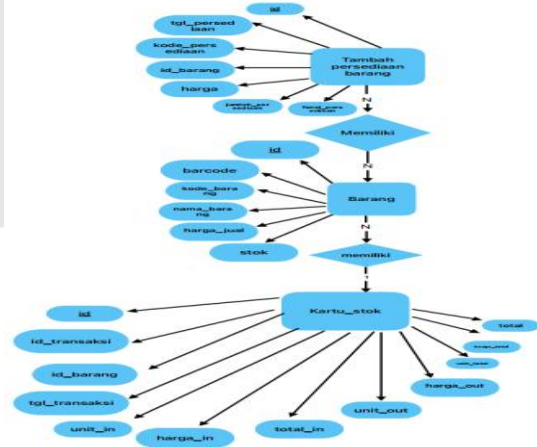 id
tgl_persed
iaan
kode_pers
ediaan
Tambah
persediaan
barang
id_barang
harga
N
Memiliki
N
id
barcode
kode_bara
ng
Barang
nama_bara
ng
harga_jual
N
stok
memiliki
id
Kartu_stok
total
id_transaksi
id_barang
harga_out
tgl_transaksi
unit_out
unit_in
total_in
harga_in